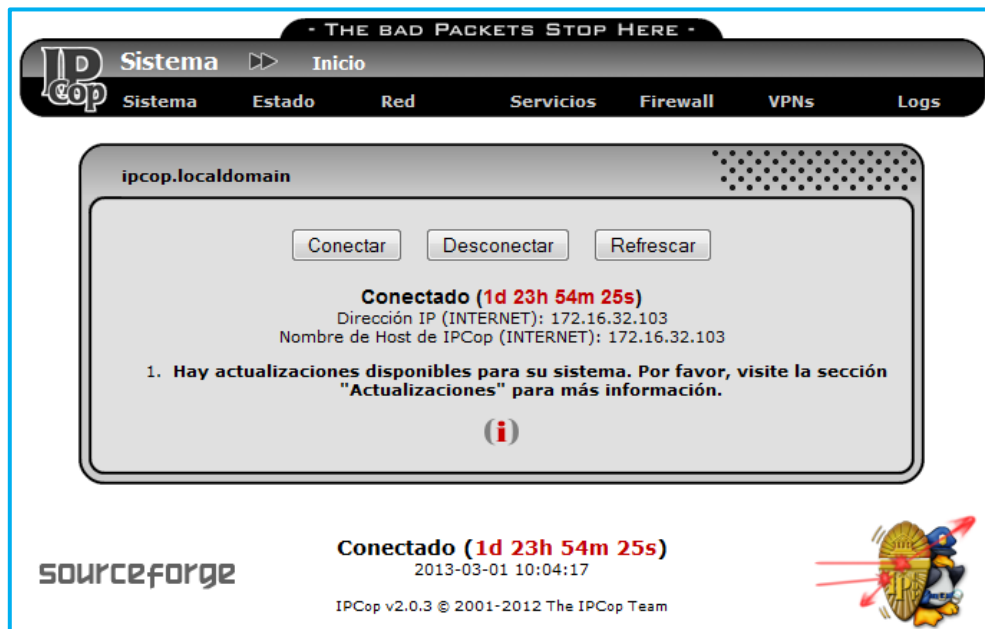 - THE BAD PACKETS STOP HERE -
IPCop
Sistema Inicio
Sistema Estado Red Servicios Firewall VPNs Logs
ipcop.localdomain
Conectar Desconectar Refrescar
Conectado (1d 23h 54m 25s)
Dirección IP (INTERNET): 172.16.32.103
Nombre de Host de IPCop (INTERNET): 172.16.32.103
1. Hay actualizaciones disponibles para su sistema. Por favor, visite la sección
"Actualizaciones" para más información.
(i)
Conectado (1d 23h 54m 25s)
2013-03-01 10:04:17
sourceforge
IPCop v2.0.3 © 2001-2012 The IPCop Team